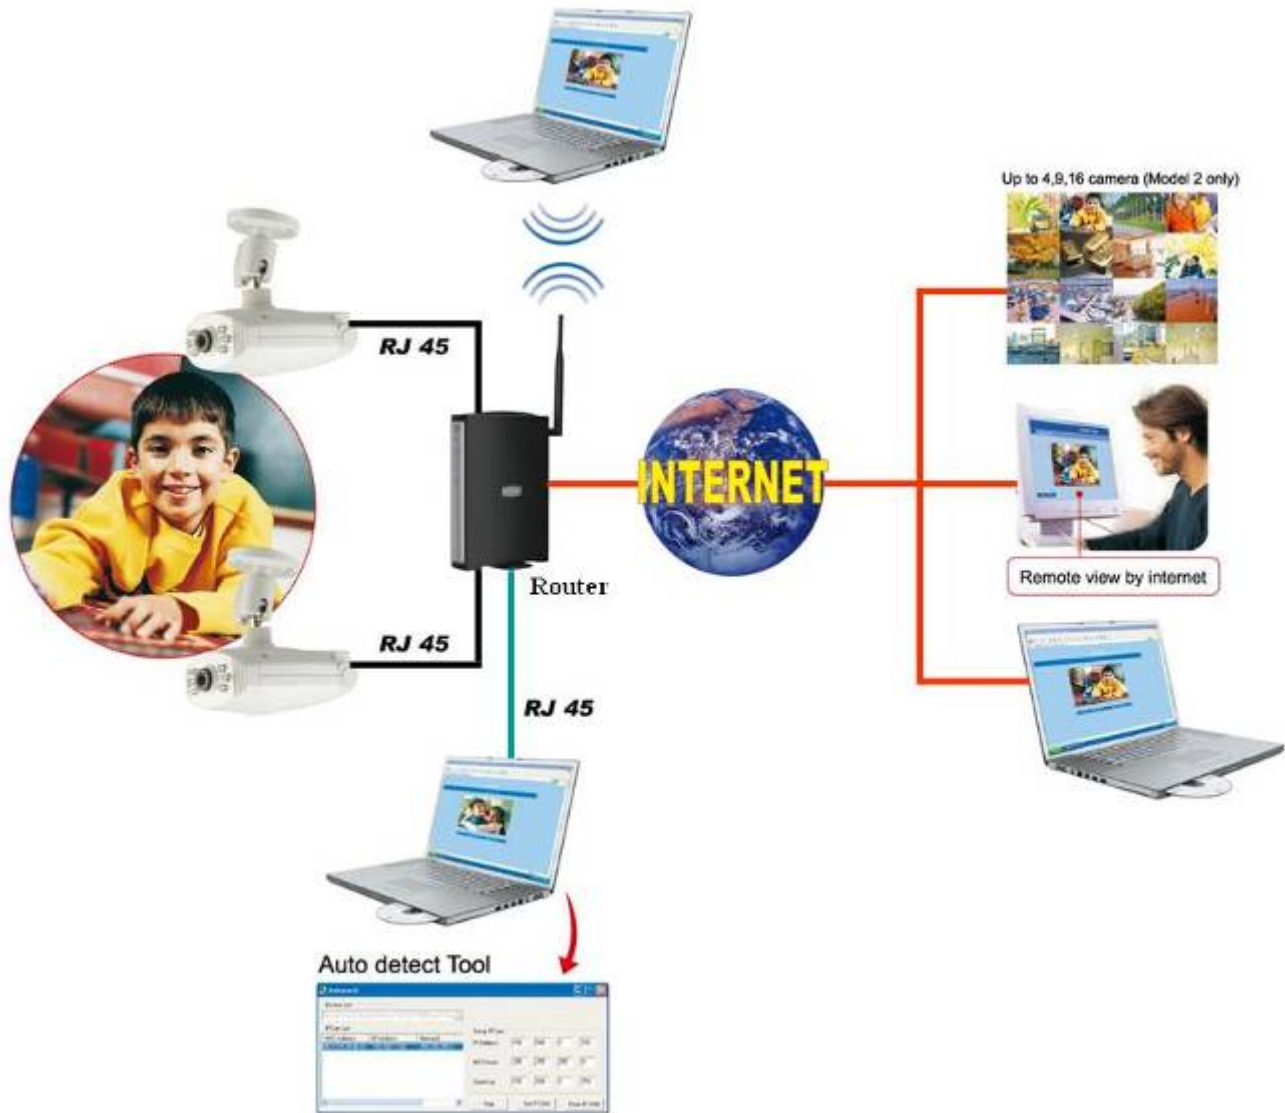 Up to 4,9,16 camera (Model 2 only)
RJ 45
INTERNET
Remote view by internet
Router
RJ 45
RJ 45
Auto detect Tool